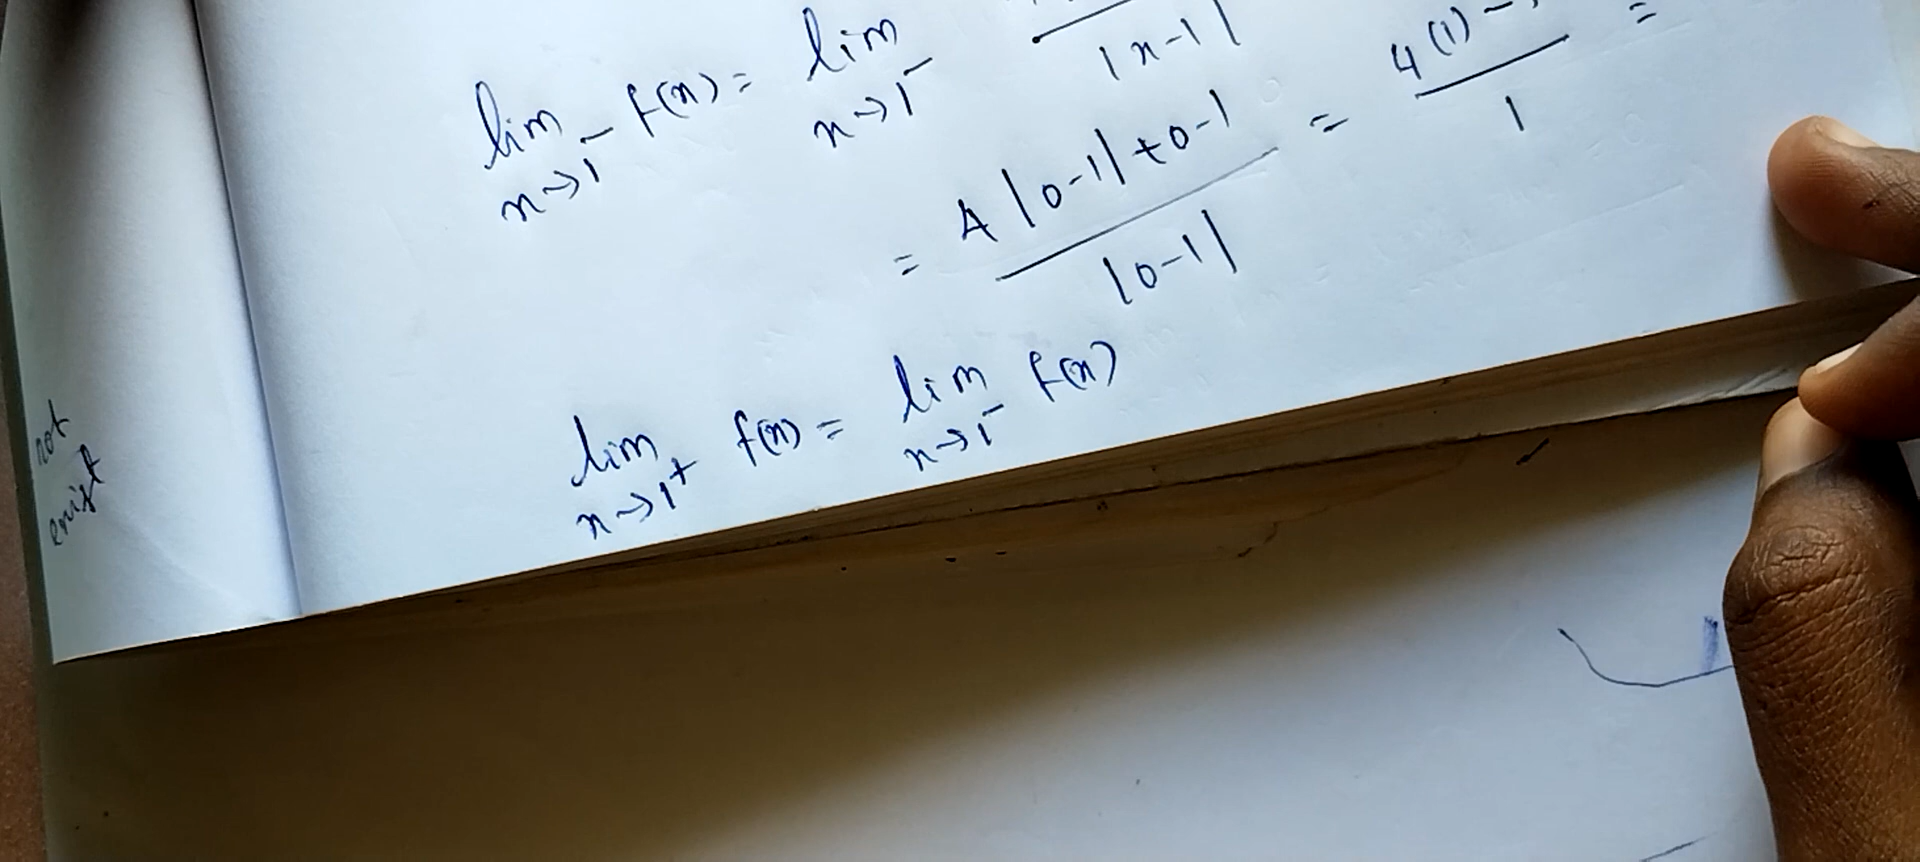 lim x→1⁻ f(x) = lim x→1⁻ |x-1|
= 4|0-1|+0-1 / |0-1| = 4(1)- / 1 =
lim x→1⁺ f(x) = lim x→1⁻ f(x)
not
exist